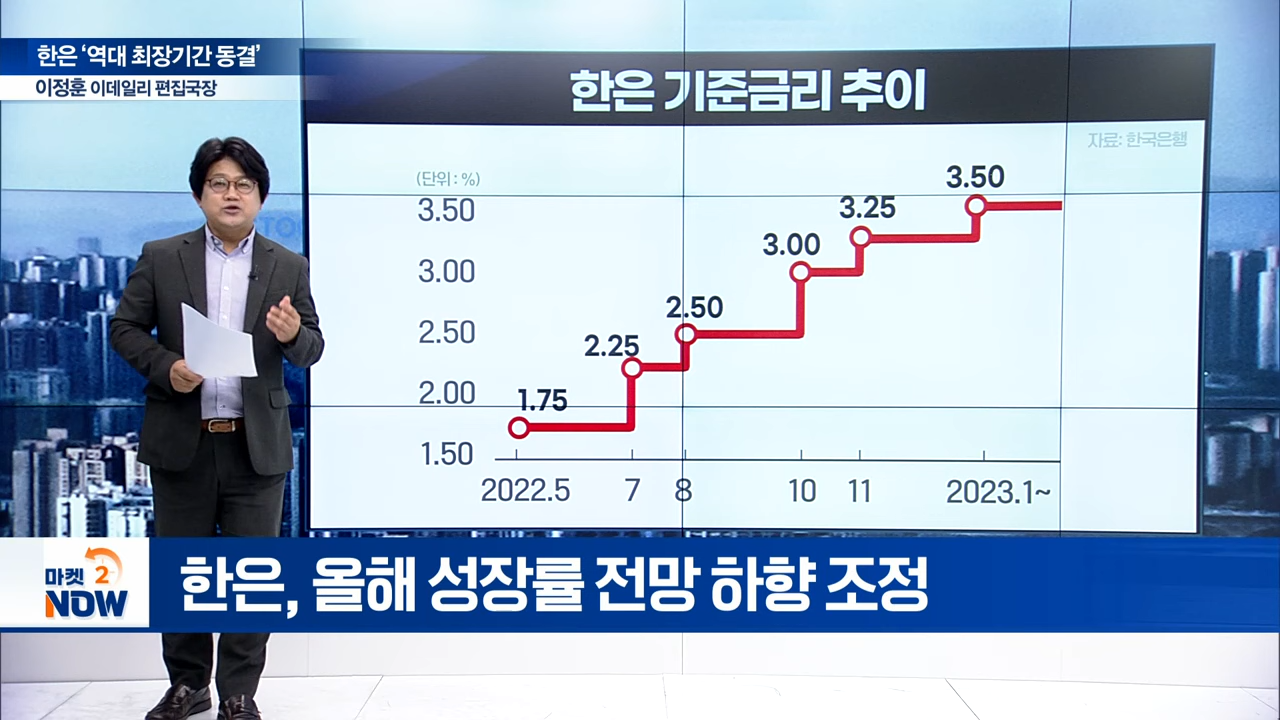 한은 ‘역대 최장기간 동결’
이정훈 이데일리 편집국장
한은 기준금리 추이
자료: 한국은행
(단위 : %)
3.50
3.00
2.50
2.00
1.50
1.75
2.25
2.50
3.00
3.25
3.50
2022.5 7 8 10 11 2023.1~
마켓 2
NOW
한은, 올해 성장률 전망 하향 조정